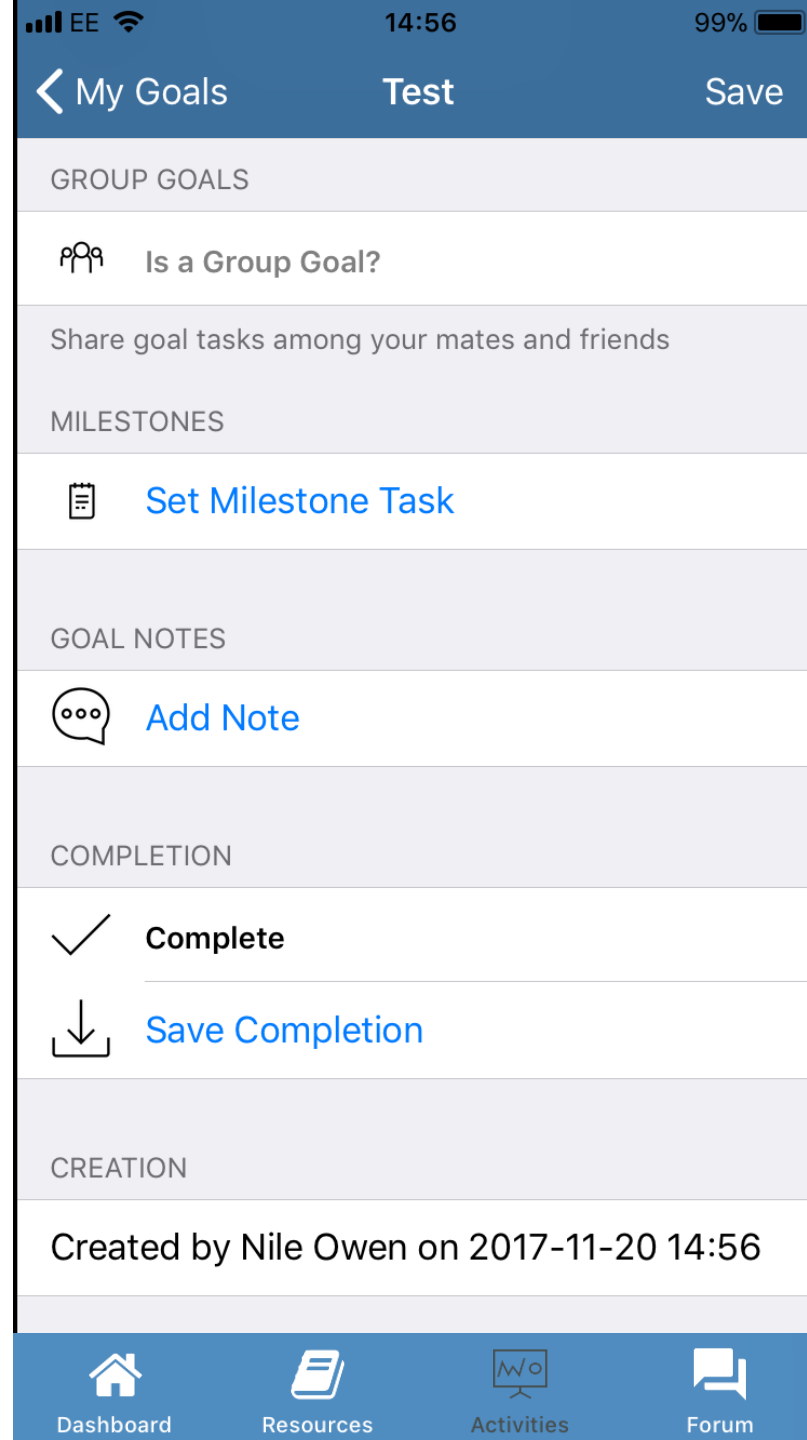 EE 14:56 99%
My Goals Test Save
GROUP GOALS
Is a Group Goal?
Share goal tasks among your mates and friends
MILESTONES
Set Milestone Task
GOAL NOTES
Add Note
COMPLETION
Complete
Save Completion
CREATION
Created by Nile Owen on 2017-11-20 14:56
Dashboard Resources Activities Forum